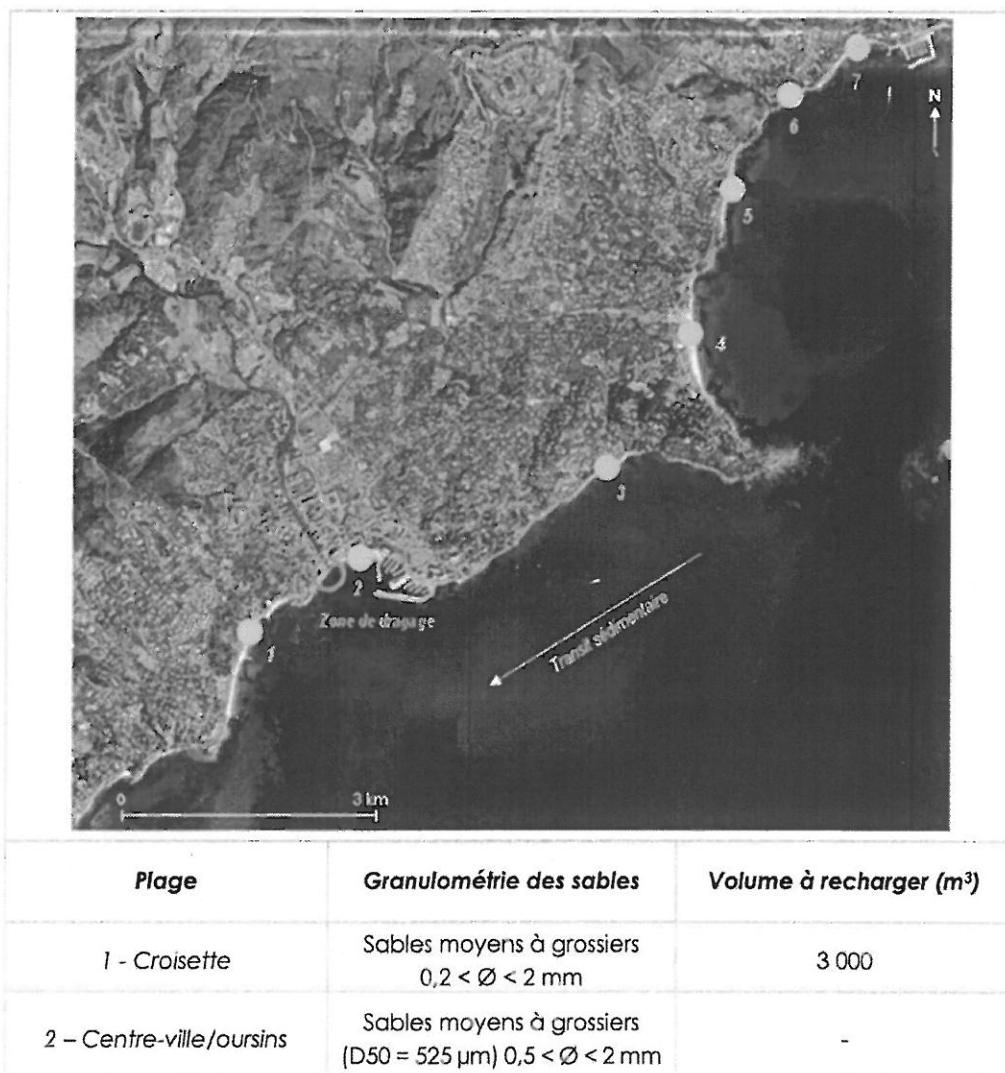 7
N
6
5
4
3
2
Zone de dragage
1
Transit sédimentaire
0 3 km
Plage Granulométrie des sables Volume à recharger (m³)
1 - Croisette Sables moyens à grossiers 3 000
0,2 < Ø < 2 mm
2 – Centre-ville/oursins Sables moyens à grossiers -
(D50 = 525 µm) 0,5 < Ø < 2 mm